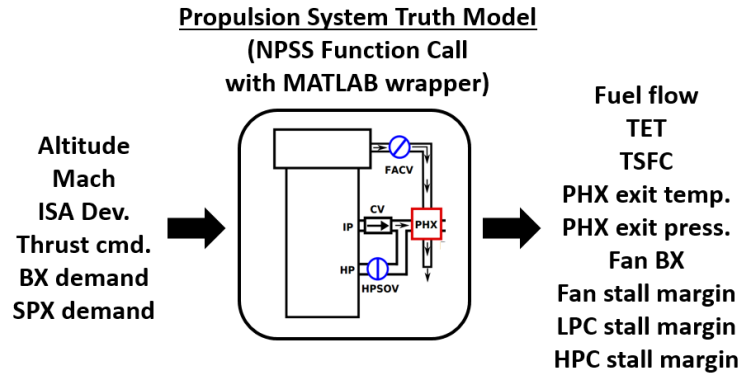 Propulsion System Truth Model
(NPSS Function Call
with MATLAB wrapper)
Altitude
Mach
ISA Dev.
Thrust cmd.
BX demand
SPX demand
FACV
CV
IP
PHX
HP
HPSOV
Fuel flow
TET
TSFC
PHX exit temp.
PHX exit press.
Fan BX
Fan stall margin
LPC stall margin
HPC stall margin